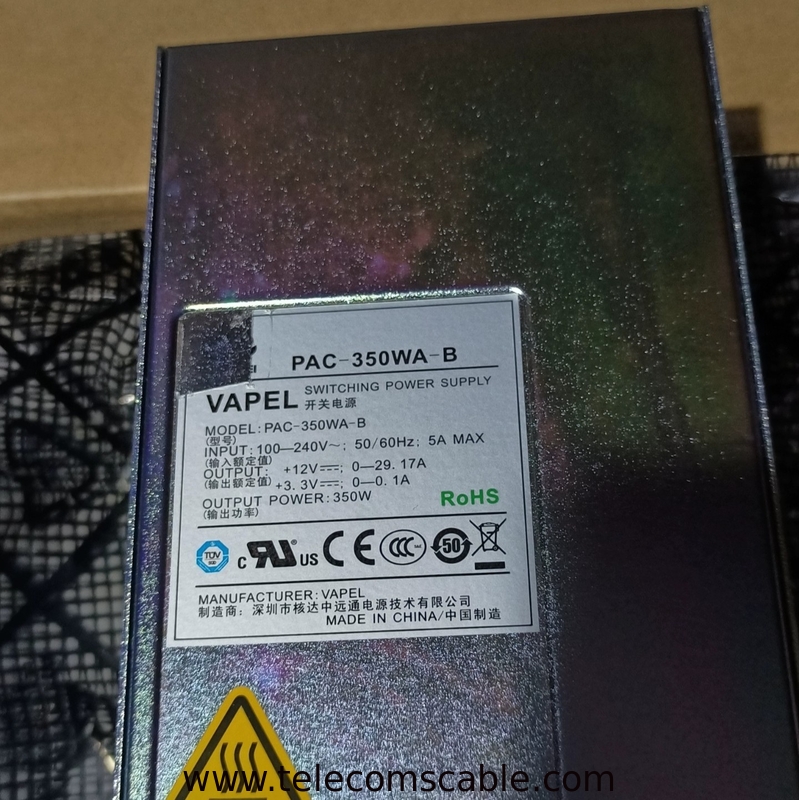 PAC-350WA-B
VAPEL SWITCHING POWER SUPPLY
开关电源
MODEL: PAC-350WA-B
(型号)
INPUT: 100—240V~; 50/60Hz; 5A MAX
(输入额定值)
OUTPUT: +12V⎓; 0—29.17A
(输出额定值) +3.3V⎓; 0—0.1A
OUTPUT POWER: 350W
(输出功率)
RoHS
TÜV c RU US CE CCC 50
MANUFACTURER: VAPEL
制造商: 深圳市核达中远通电源技术有限公司
MADE IN CHINA/中国制造
www.telecomscable.com